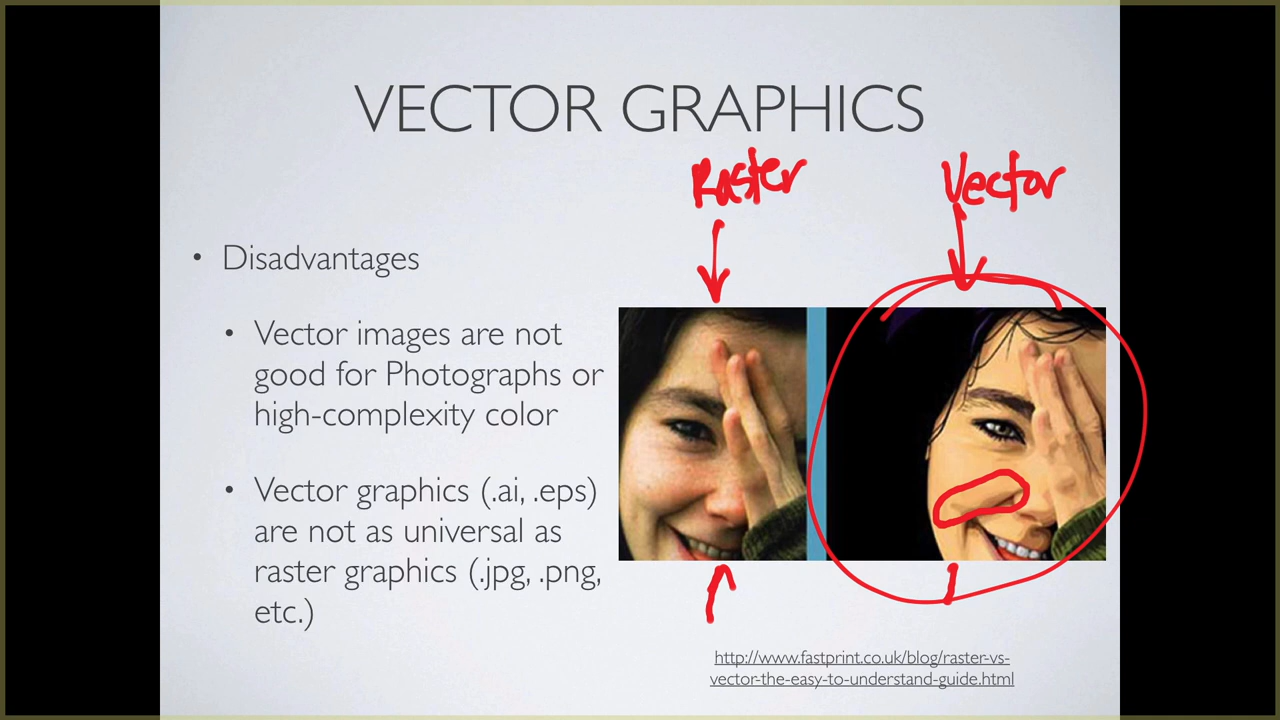 VECTOR GRAPHICS
Raster
Vector
• Disadvantages
• Vector images are not
good for Photographs or
high-complexity color
• Vector graphics (.ai, .eps)
are not as universal as
raster graphics (.jpg, .png,
etc.)
http://www.fastprint.co.uk/blog/raster-vs-
vector-the-easy-to-understand-guide.html